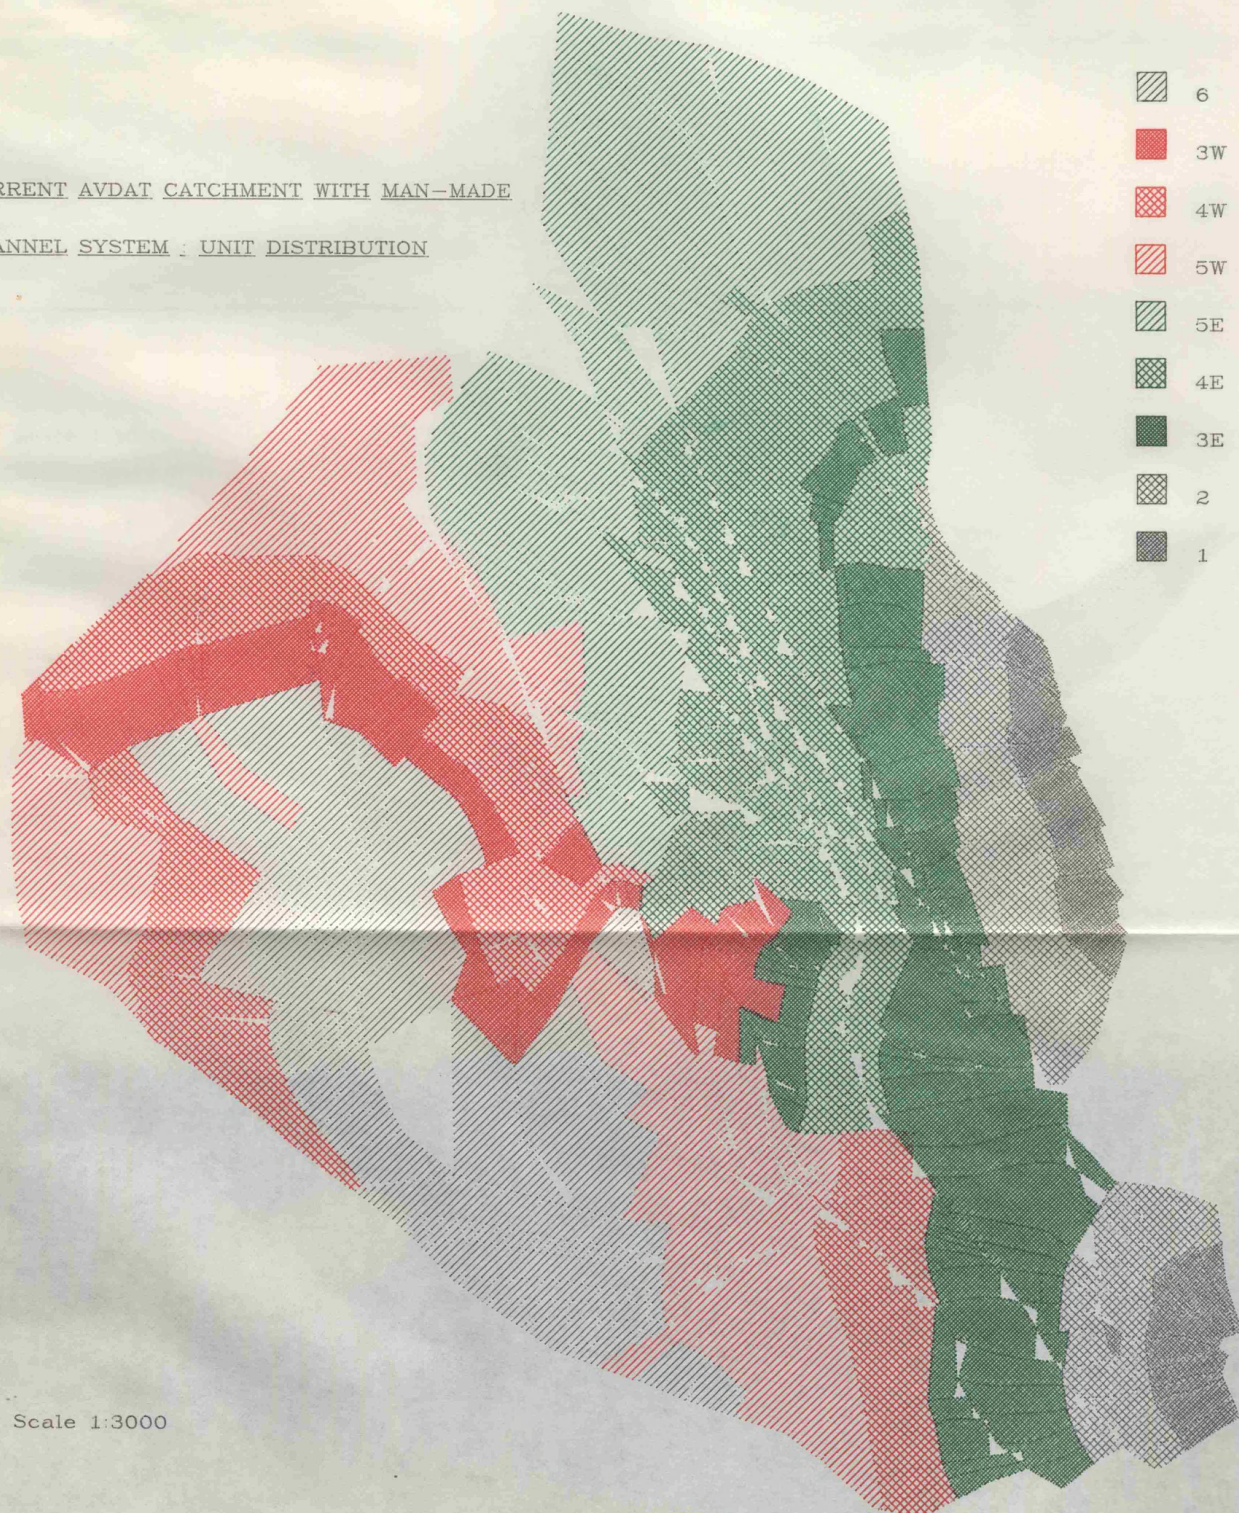 RRENT AVDAT CATCHMENT WITH MAN-MADE
ANNEL SYSTEM : UNIT DISTRIBUTION
6
3W
4W
5W
5E
4E
3E
2
1
Scale 1:3000